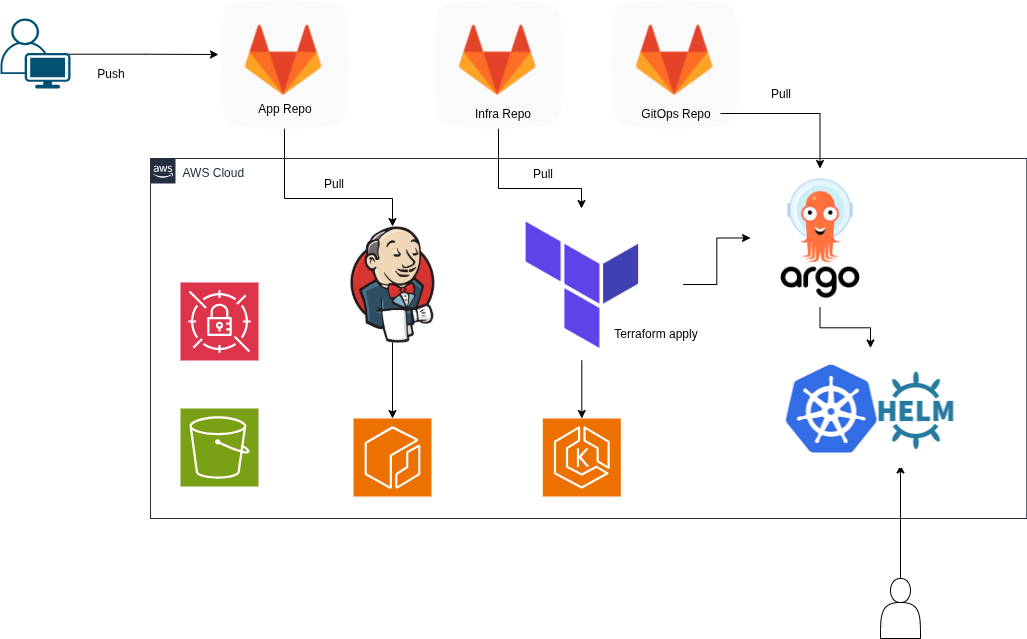 Push
App Repo
Infra Repo
GitOps Repo
Pull
aws
AWS Cloud
Pull
Pull
argo
Terraform apply
HELM
K